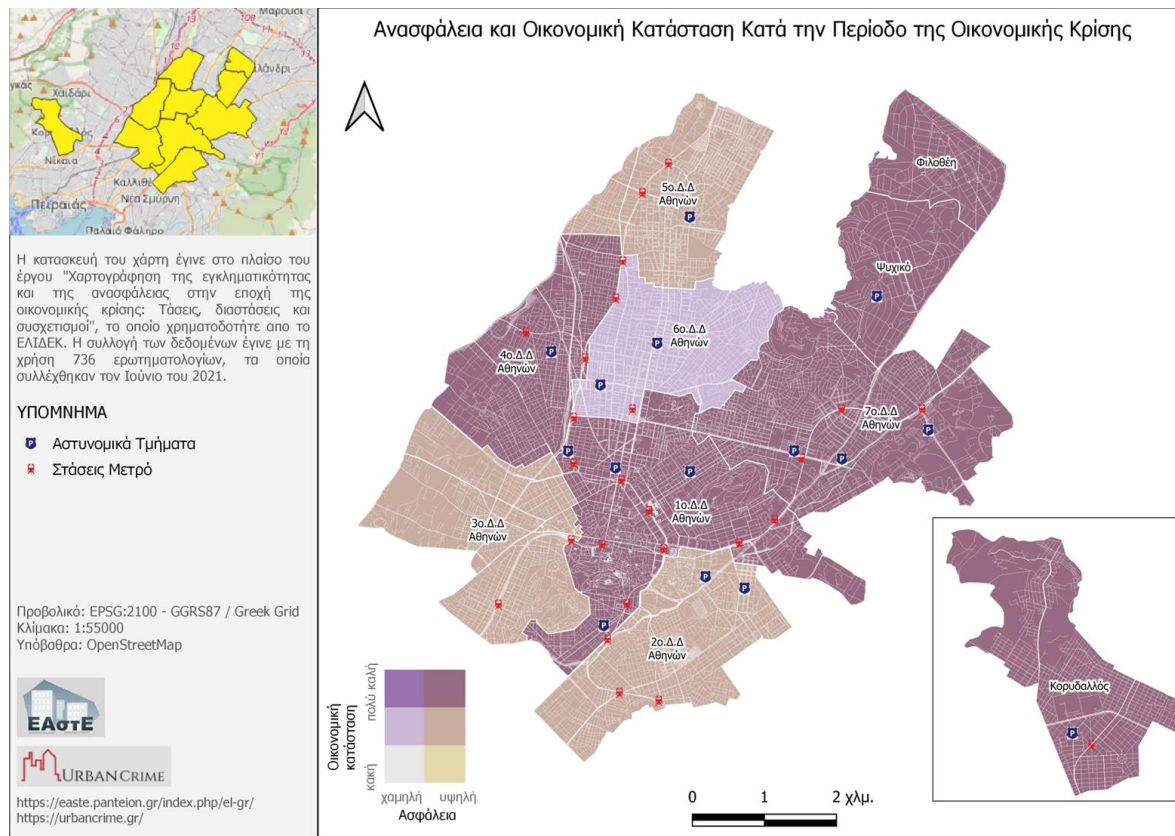 Ανασφάλεια και Οικονομική Κατάσταση Κατά την Περίοδο της Οικονομικής Κρίσης
Μαρούσι
Χαλάνδρι
Χαϊδάρι
Νίκαια
Καλλιθέ
Νέα Σμύρνη
Πειραιάς
Παλαιό Φάληρο
Η κατασκευή του χάρτη έγινε στο πλαίσο του
έργου "Χαρτογράφηση της εγκληματικότητας
και της ανασφάλειας στην εποχή της
οικονομικής κρίσης: Τάσεις, διαστάσεις και
συσχετισμοί", το οποίο χρηματοδοτήτε απο το
ΕΛΙΔΕΚ. Η συλλογή των δεδομένων έγινε με τη
χρήση 736 ερωτηματολογίων, τα οποία
συλλέχθηκαν τον Ιούνιο του 2021.
ΥΠΟΜΝΗΜΑ
P Αστυνομικά Τμήματα
Στάσεις Μετρό
Προβολικό: EPSG:2100 - GGRS87 / Greek Grid
Κλίμακα: 1:55000
Υπόβαθρα: OpenStreetMap
ΕΑστΕ
URBANCRIME
https://easte.panteion.gr/index.php/el-gr/
https://urbancrime.gr/
Φιλοθέη
5ο.Δ.Δ
Αθηνών
Ψυχικό
6ο.Δ.Δ
Αθηνών
4ο.Δ.Δ
Αθηνών
7ο.Δ.Δ
Αθηνών
1ο.Δ.Δ
Αθηνών
3ο.Δ.Δ
Αθηνών
2ο.Δ.Δ
Αθηνών
Κορυδαλλός
Οικονομική
κατάσταση
πολύ καλή
κακή
χαμηλή υψηλή
Ασφάλεια
0 1 2 χλμ.